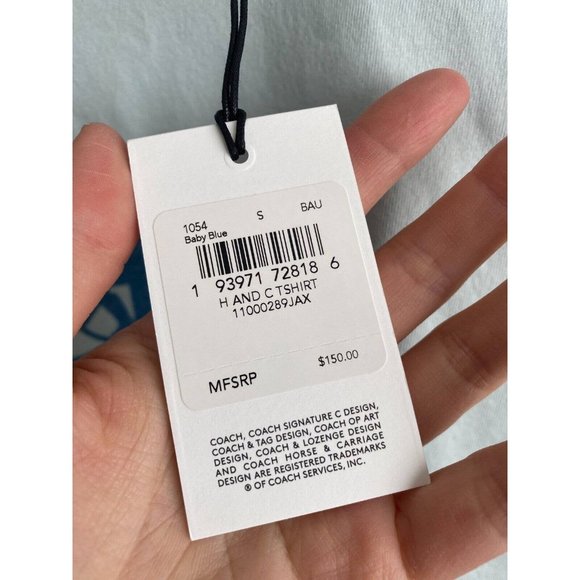 1054 S BAU
Baby Blue
1 93971 72818 6
H AND C TSHIRT
11000289JAX
MFSRP $150.00
COACH, COACH SIGNATURE C DESIGN,
COACH & TAG DESIGN, COACH OP ART
DESIGN, COACH & LOZENGE DESIGN
AND COACH HORSE & CARRIAGE
DESIGN ARE REGISTERED TRADEMARKS
® OF COACH SERVICES, INC.